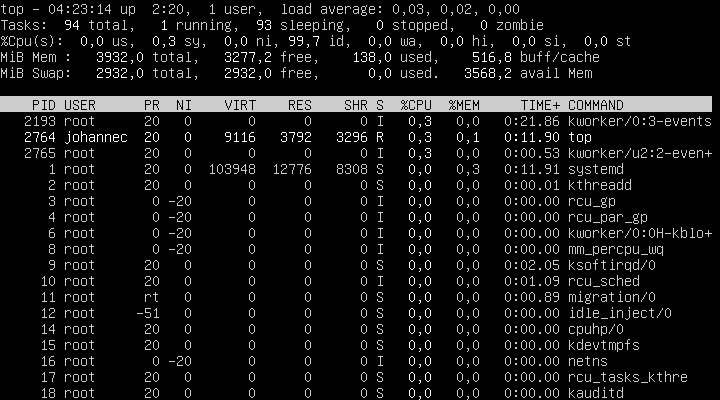 top - 04:23:14 up  2:20,  1 user,  load average: 0,03, 0,02, 0,00
Tasks:  94 total,   1 running,  93 sleeping,   0 stopped,   0 zombie
%Cpu(s):  0,0 us,  0,3 sy,  0,0 ni, 99,7 id,  0,0 wa,  0,0 hi,  0,0 si,  0,0 st
MiB Mem :   3932,0 total,   3277,2 free,    138,0 used,    516,8 buff/cache
MiB Swap:   2932,0 total,   2932,0 free,      0,0 used.   3568,2 avail Mem
PID USER      PR  NI    VIRT    RES    SHR S  %CPU  %MEM     TIME+ COMMAND
2193 root      20   0       0      0      0 I   0,3   0,0   0:21.86 kworker/0:3-events
2764 johannec  20   0    9116   3792   3296 R   0,3   0,1   0:11.90 top
2765 root      20   0       0      0      0 I   0,3   0,0   0:00.53 kworker/u2:2-even+
1 root      20   0  103948  12776   8308 S   0,0   0,3   0:11.91 systemd
2 root      20   0       0      0      0 S   0,0   0,0   0:00.01 kthreadd
3 root       0 -20       0      0      0 I   0,0   0,0   0:00.00 rcu_gp
4 root       0 -20       0      0      0 I   0,0   0,0   0:00.00 rcu_par_gp
6 root       0 -20       0      0      0 I   0,0   0,0   0:00.00 kworker/0:0H-kblo+
8 root       0 -20       0      0      0 I   0,0   0,0   0:00.00 mm_percpu_wq
9 root      20   0       0      0      0 S   0,0   0,0   0:02.05 ksoftirqd/0
10 root      20   0       0      0      0 I   0,0   0,0   0:01.09 rcu_sched
11 root      rt   0       0      0      0 S   0,0   0,0   0:00.89 migration/0
12 root     -51   0       0      0      0 S   0,0   0,0   0:00.00 idle_inject/0
14 root      20   0       0      0      0 S   0,0   0,0   0:00.00 cpuhp/0
15 root      20   0       0      0      0 S   0,0   0,0   0:00.00 kdevtmpfs
16 root       0 -20       0      0      0 I   0,0   0,0   0:00.00 netns
17 root      20   0       0      0      0 S   0,0   0,0   0:00.00 rcu_tasks_kthre
18 root      20   0       0      0      0 S   0,0   0,0   0:00.00 kauditd